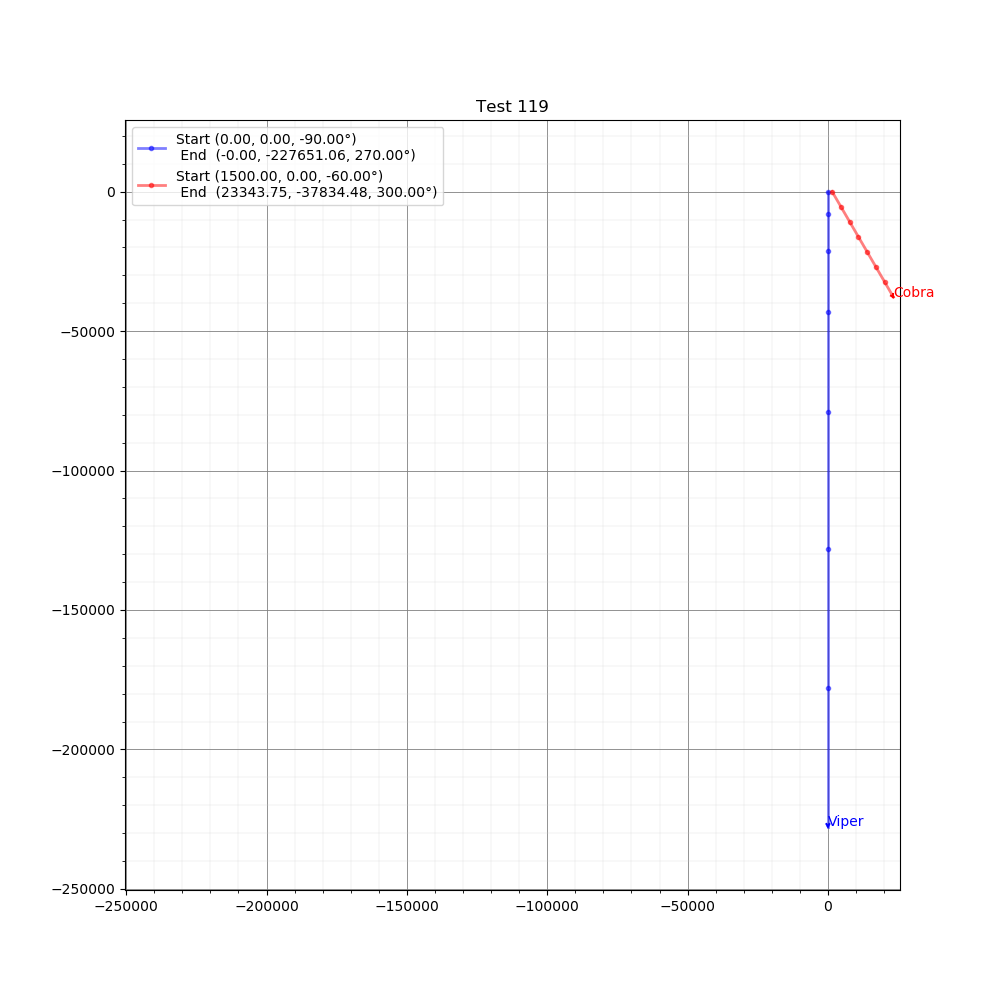 Test 119
Start (0.00, 0.00, -90.00°)
End (-0.00, -227651.06, 270.00°)
Start (1500.00, 0.00, -60.00°)
End (23343.75, -37834.48, 300.00°)
0
Cobra
−50000
−100000
−150000
−200000
Viper
−250000
−250000 −200000 −150000 −100000 −50000 0